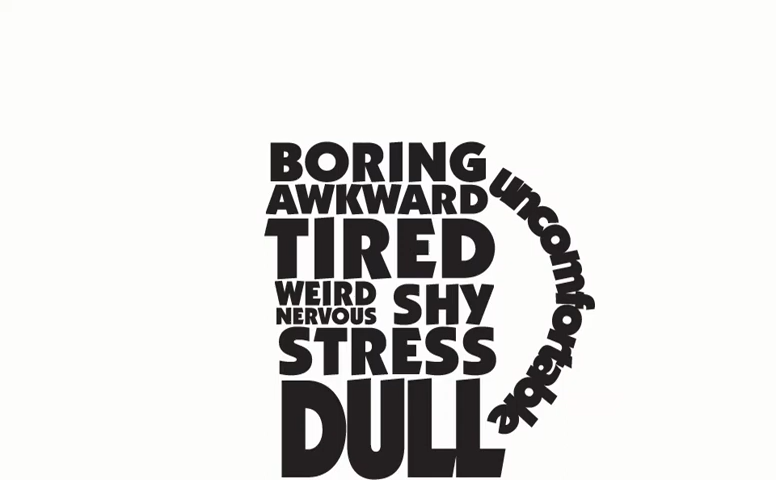 BORING
AWKWARD
TIRED
WEIRD
NERVOUS
SHY
STRESS
DULL
uncomfortable